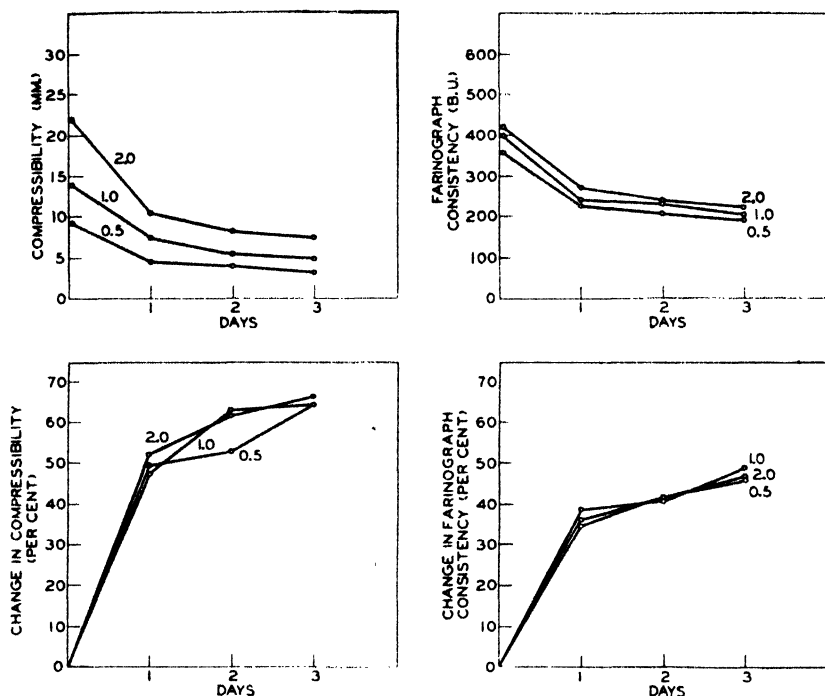 COMPRESSIBILITY (MM.)
35
30
25
20
15
10
5
0
2.0
1.0
0.5
1 2 3
DAYS
FARINOGRAPH
CONSISTENCY (B.U.)
600
500
400
300
200
100
0
2.0
1.0
0.5
1 2 3
DAYS
CHANGE IN COMPRESSIBILITY
(PER CENT)
70
60
50
40
30
20
10
0
2.0
1.0
0.5
1 2 3
DAYS
CHANGE IN FARINOGRAPH
CONSISTENCY (PER CENT)
70
60
50
40
30
20
10
0
1.0
2.0
0.5
1 2 3
DAYS